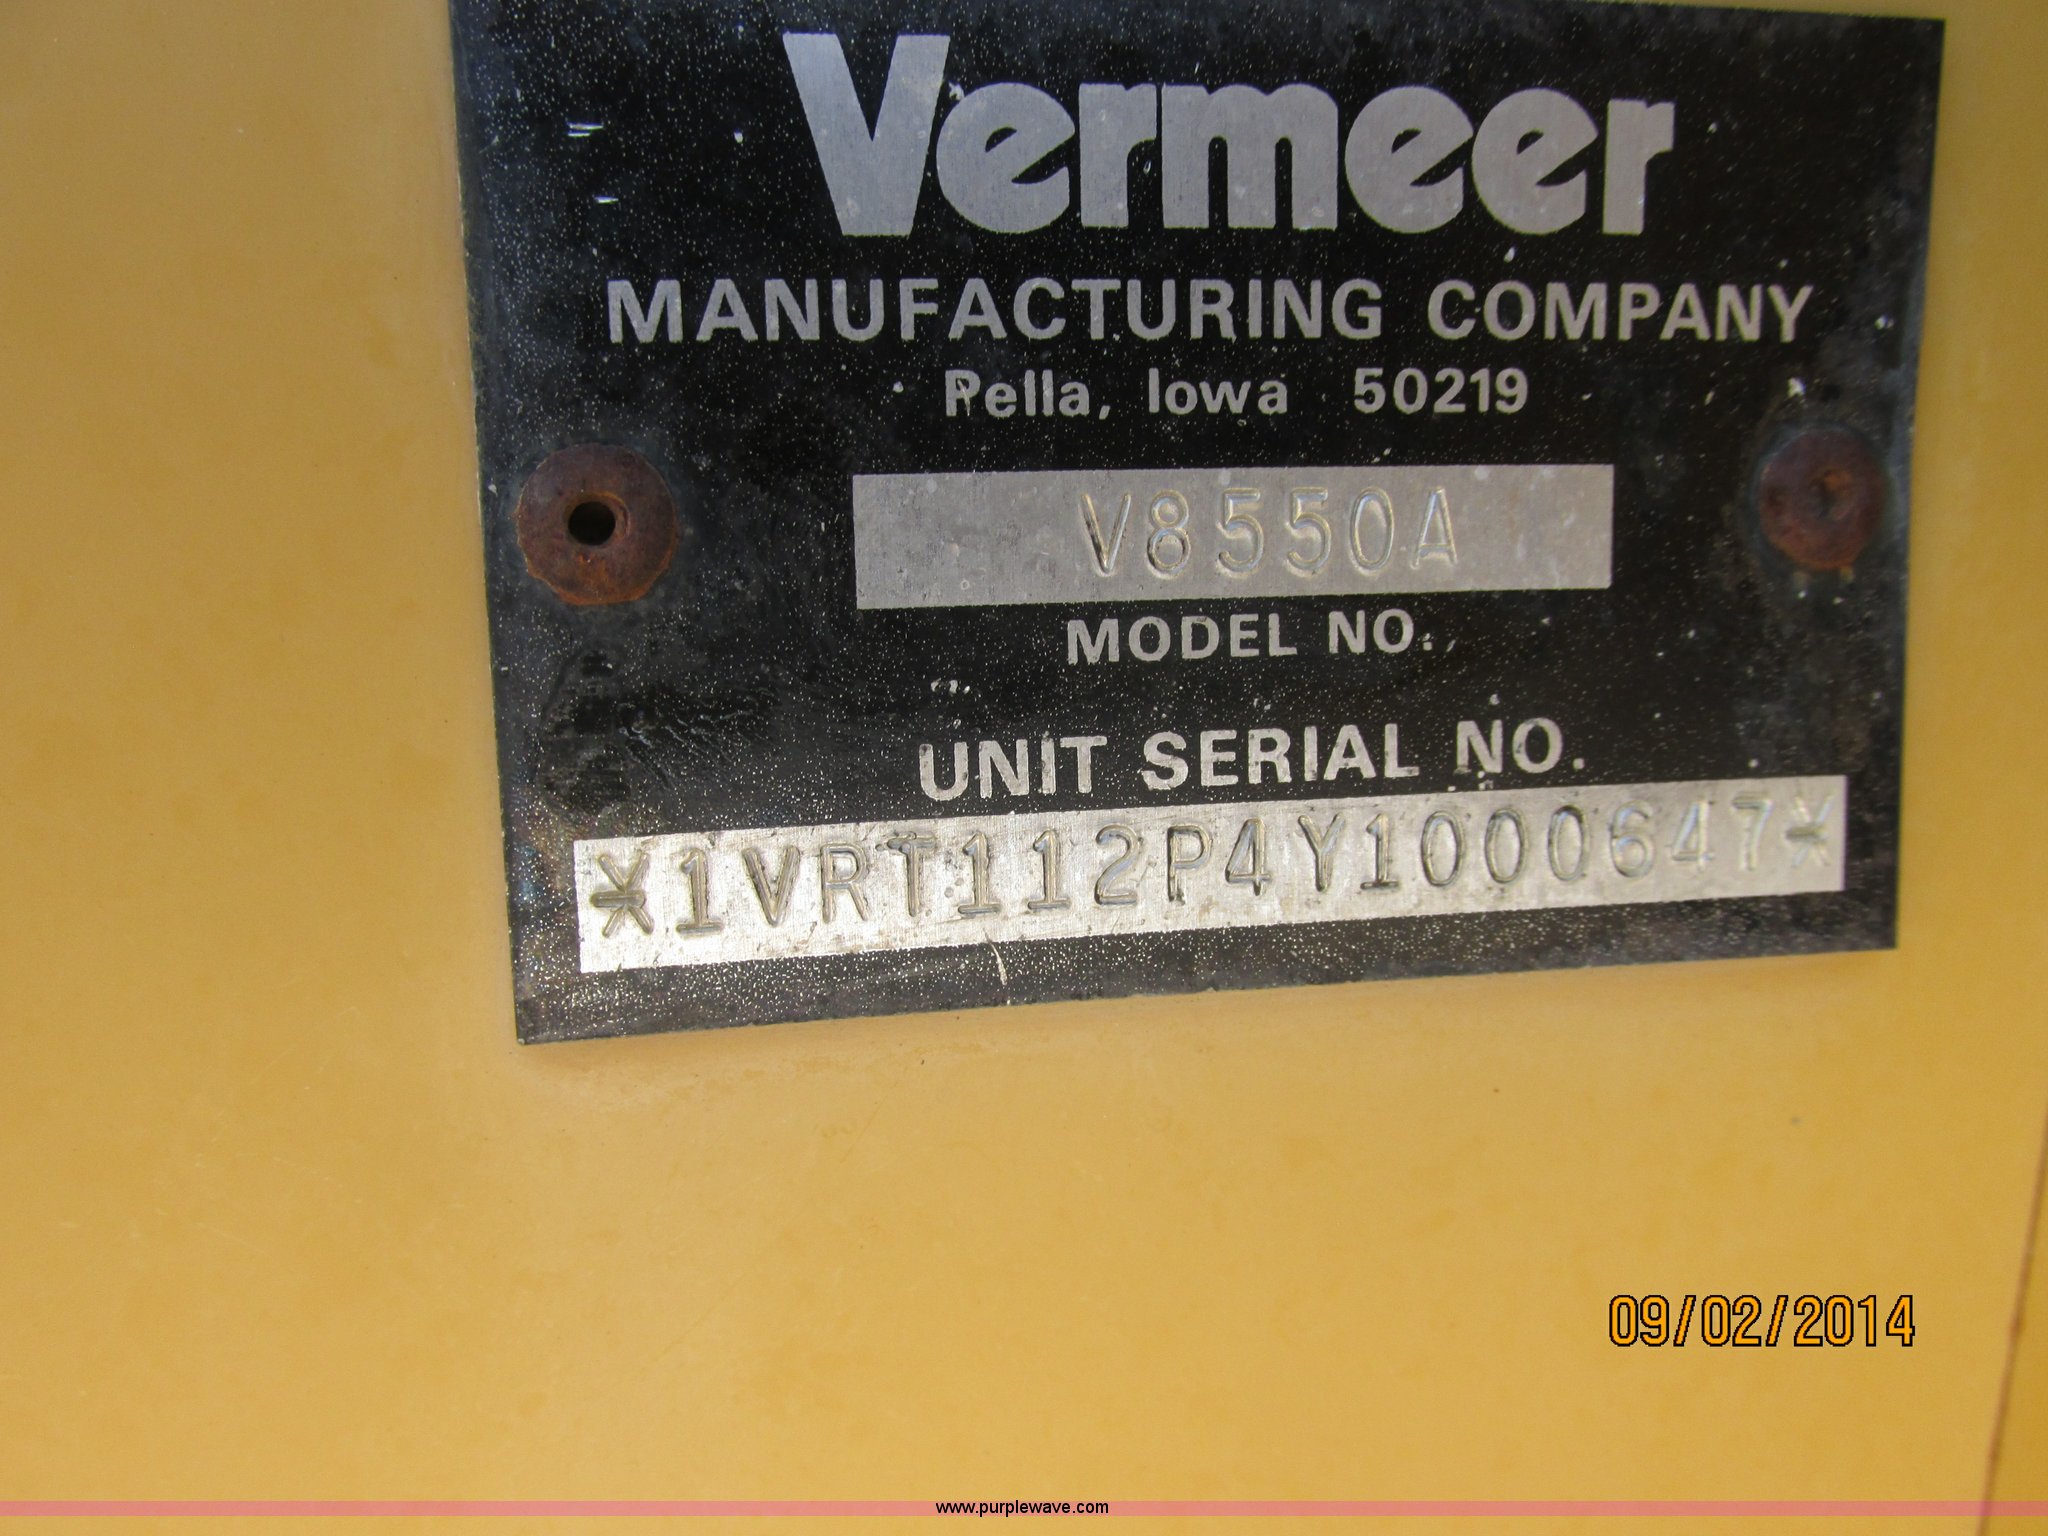 Vermeer
MANUFACTURING COMPANY
Pella, Iowa 50219
V8550A
MODEL NO.
UNIT SERIAL NO.
*1VRT112P4Y1000647*
09/02/2014
www.purplewave.com